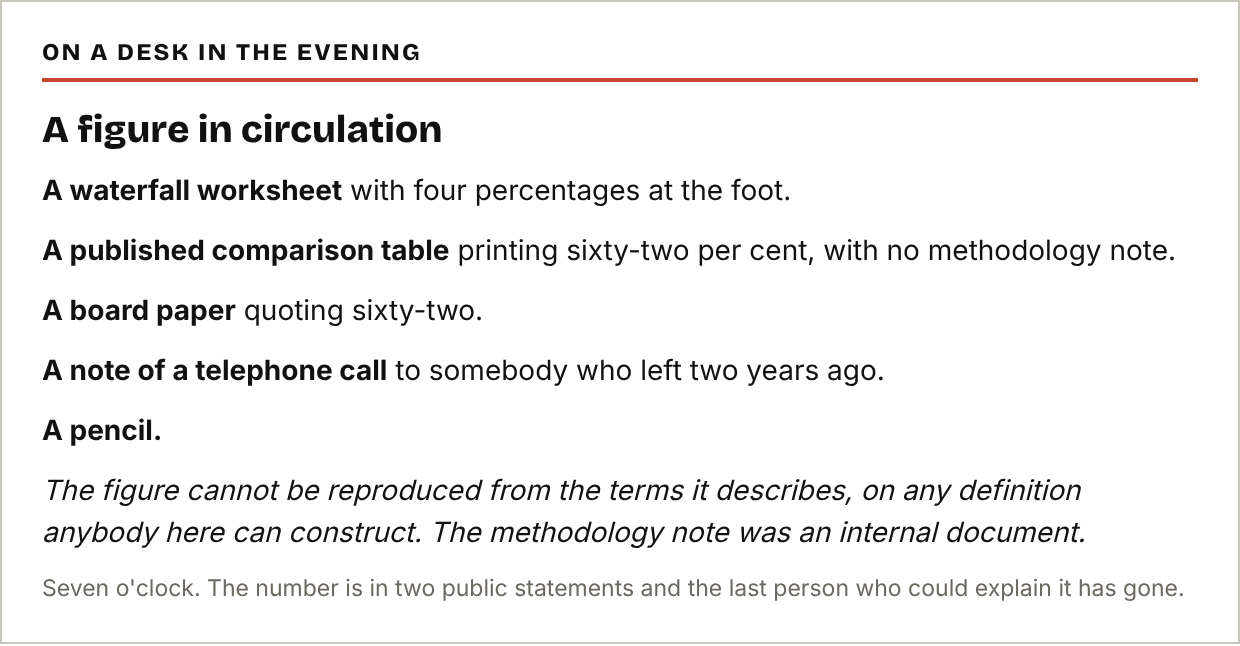 ON A DESK IN THE EVENING
A figure in circulation
A waterfall worksheet with four percentages at the foot.
A published comparison table printing sixty-two per cent, with no methodology note.
A board paper quoting sixty-two.
A note of a telephone call to somebody who left two years ago.
A pencil.
The figure cannot be reproduced from the terms it describes, on any definition
anybody here can construct. The methodology note was an internal document.
Seven o'clock. The number is in two public statements and the last person who could explain it has gone.